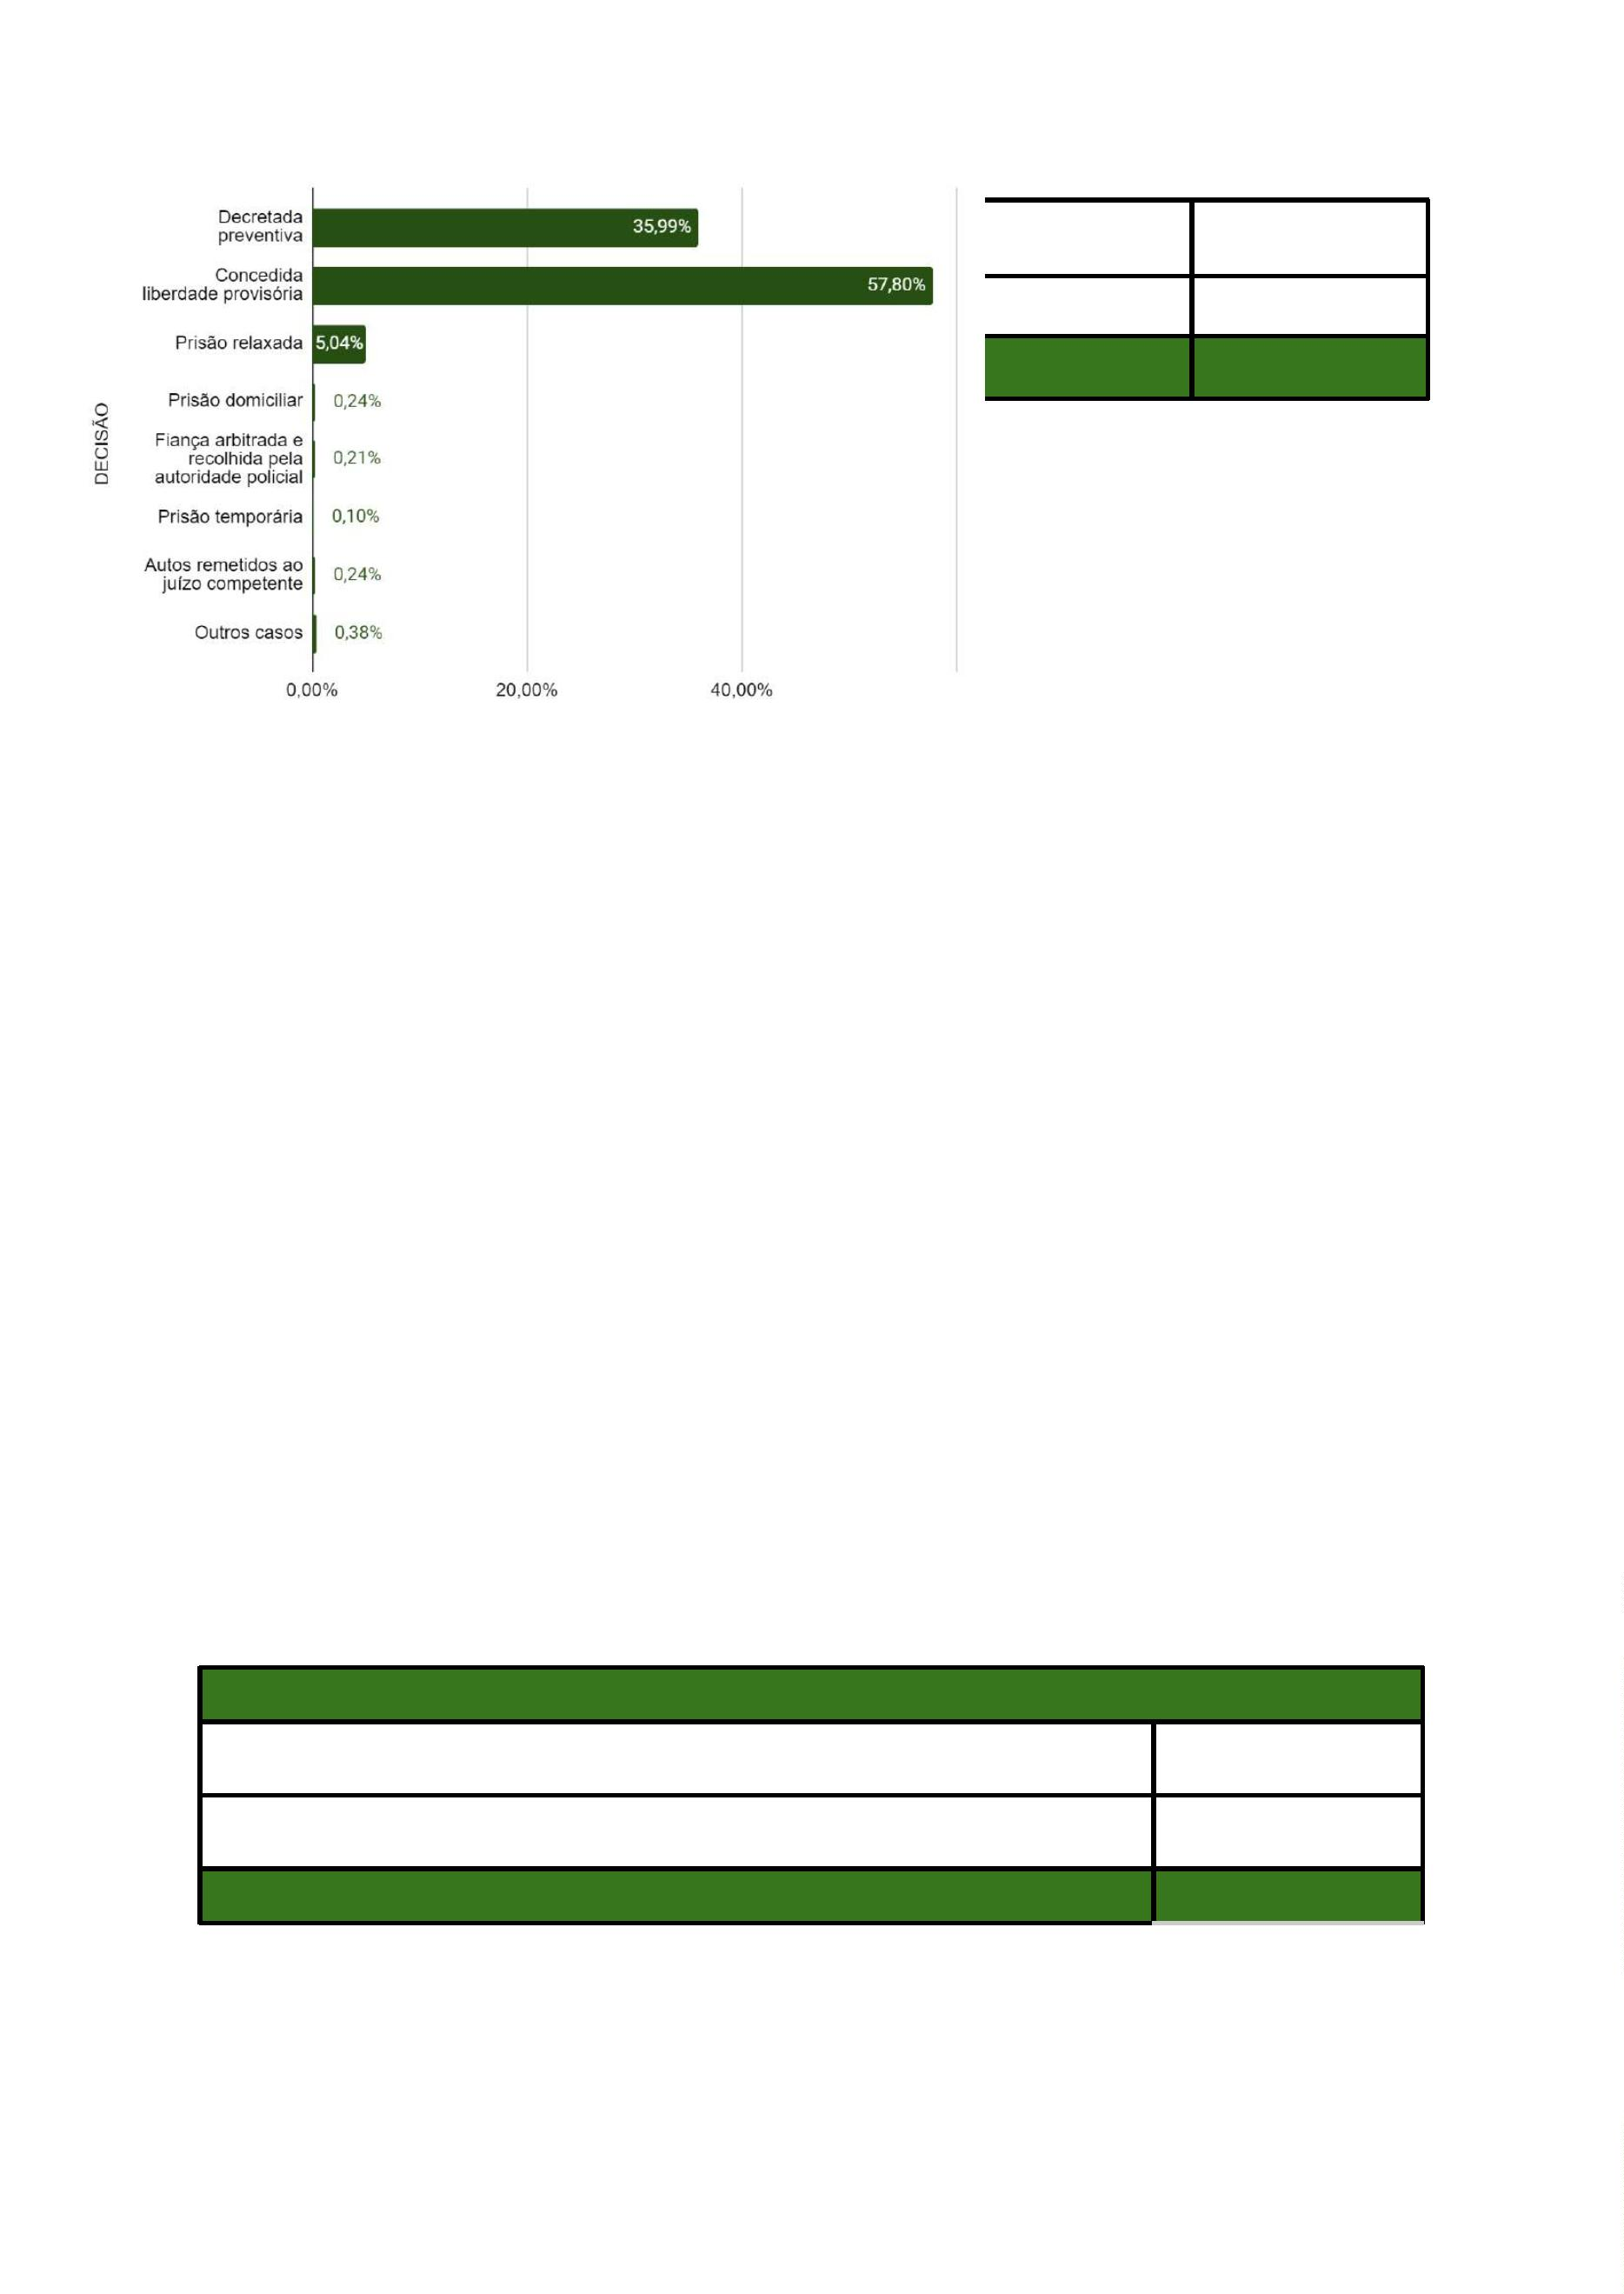 Decretada
preventiva
35,99%
Concedida
liberdade provisória
57,80%
Prisão relaxada
5,04%
Prisão domiciliar
0,24%
Fiança arbitrada e
recolhida pela
autoridade policial
0,21%
Prisão temporária
0,10%
Autos remetidos ao
juízo competente
0,24%
Outros casos
0,38%
DECISÃO
0,00%
20,00%
40,00%